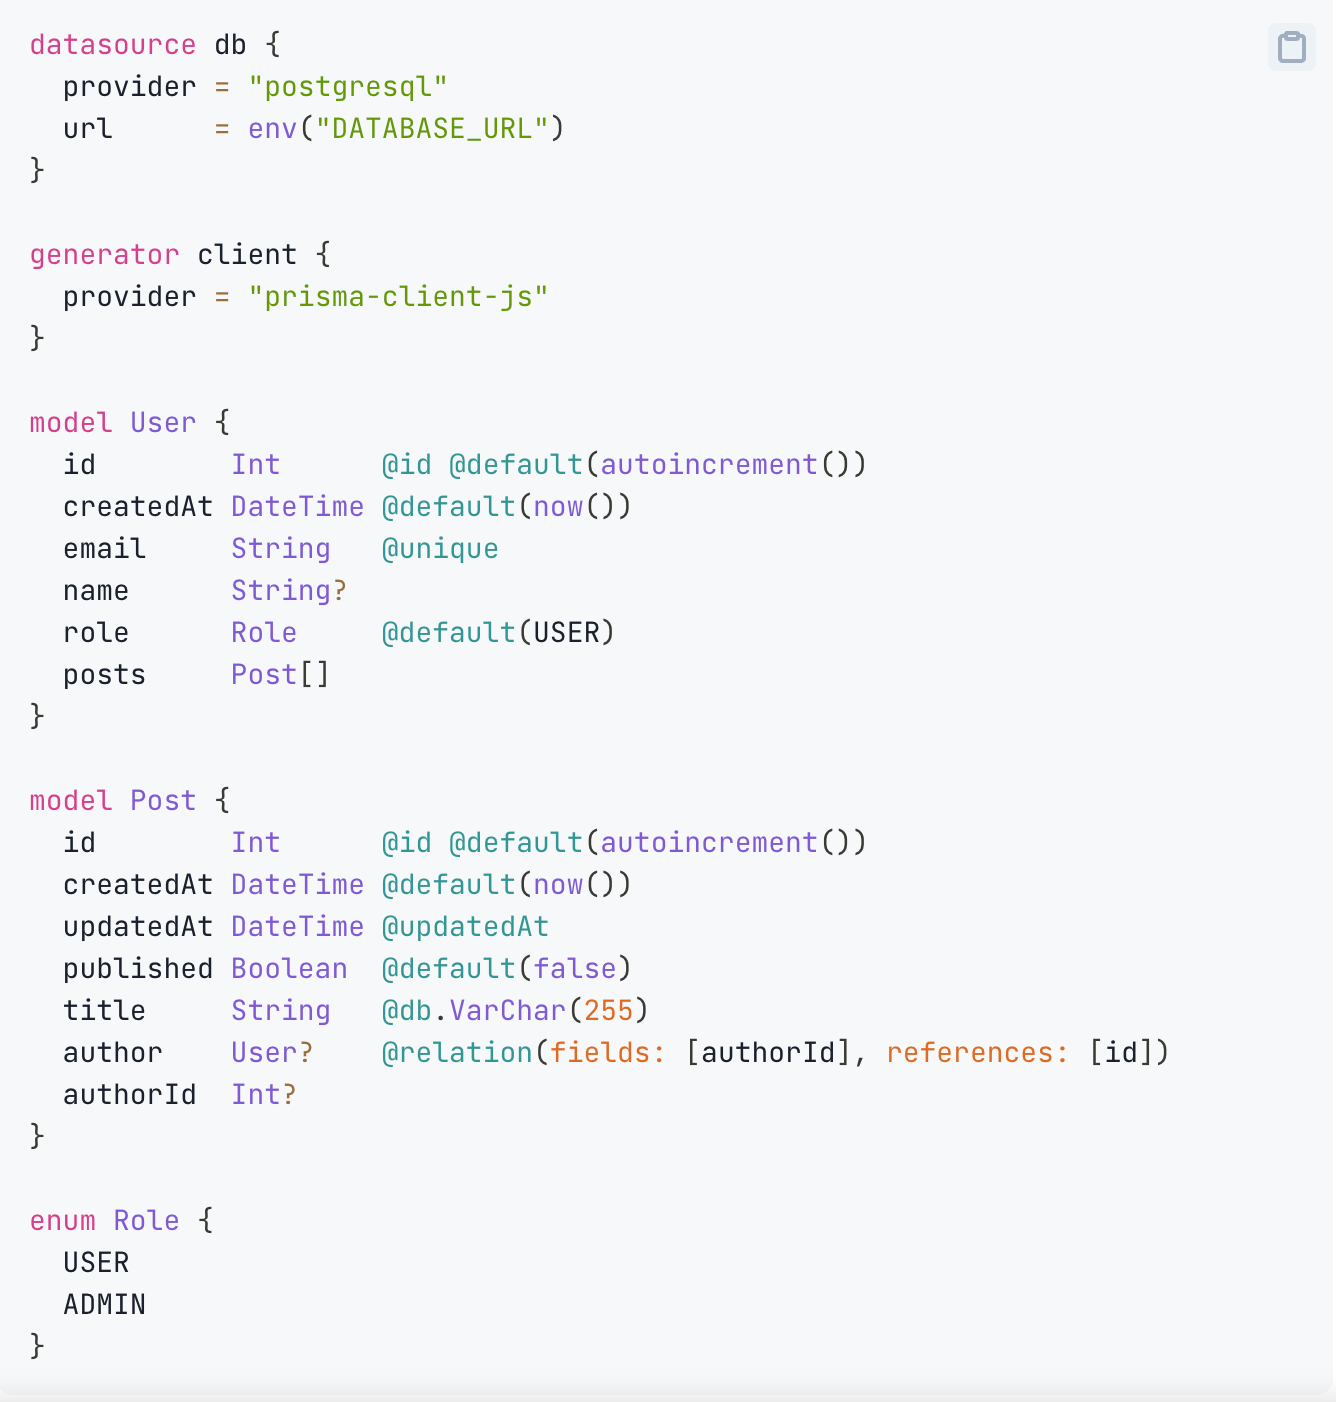 datasource db {
  provider = "postgresql"
  url      = env("DATABASE_URL")
}

generator client {
  provider = "prisma-client-js"
}

model User {
  id        Int      @id @default(autoincrement())
  createdAt DateTime @default(now())
  email     String   @unique
  name      String?
  role      Role     @default(USER)
  posts     Post[]
}

model Post {
  id        Int      @id @default(autoincrement())
  createdAt DateTime @default(now())
  updatedAt DateTime @updatedAt
  published Boolean  @default(false)
  title     String   @db.VarChar(255)
  author    User?    @relation(fields: [authorId], references: [id])
  authorId  Int?
}

enum Role {
  USER
  ADMIN
}